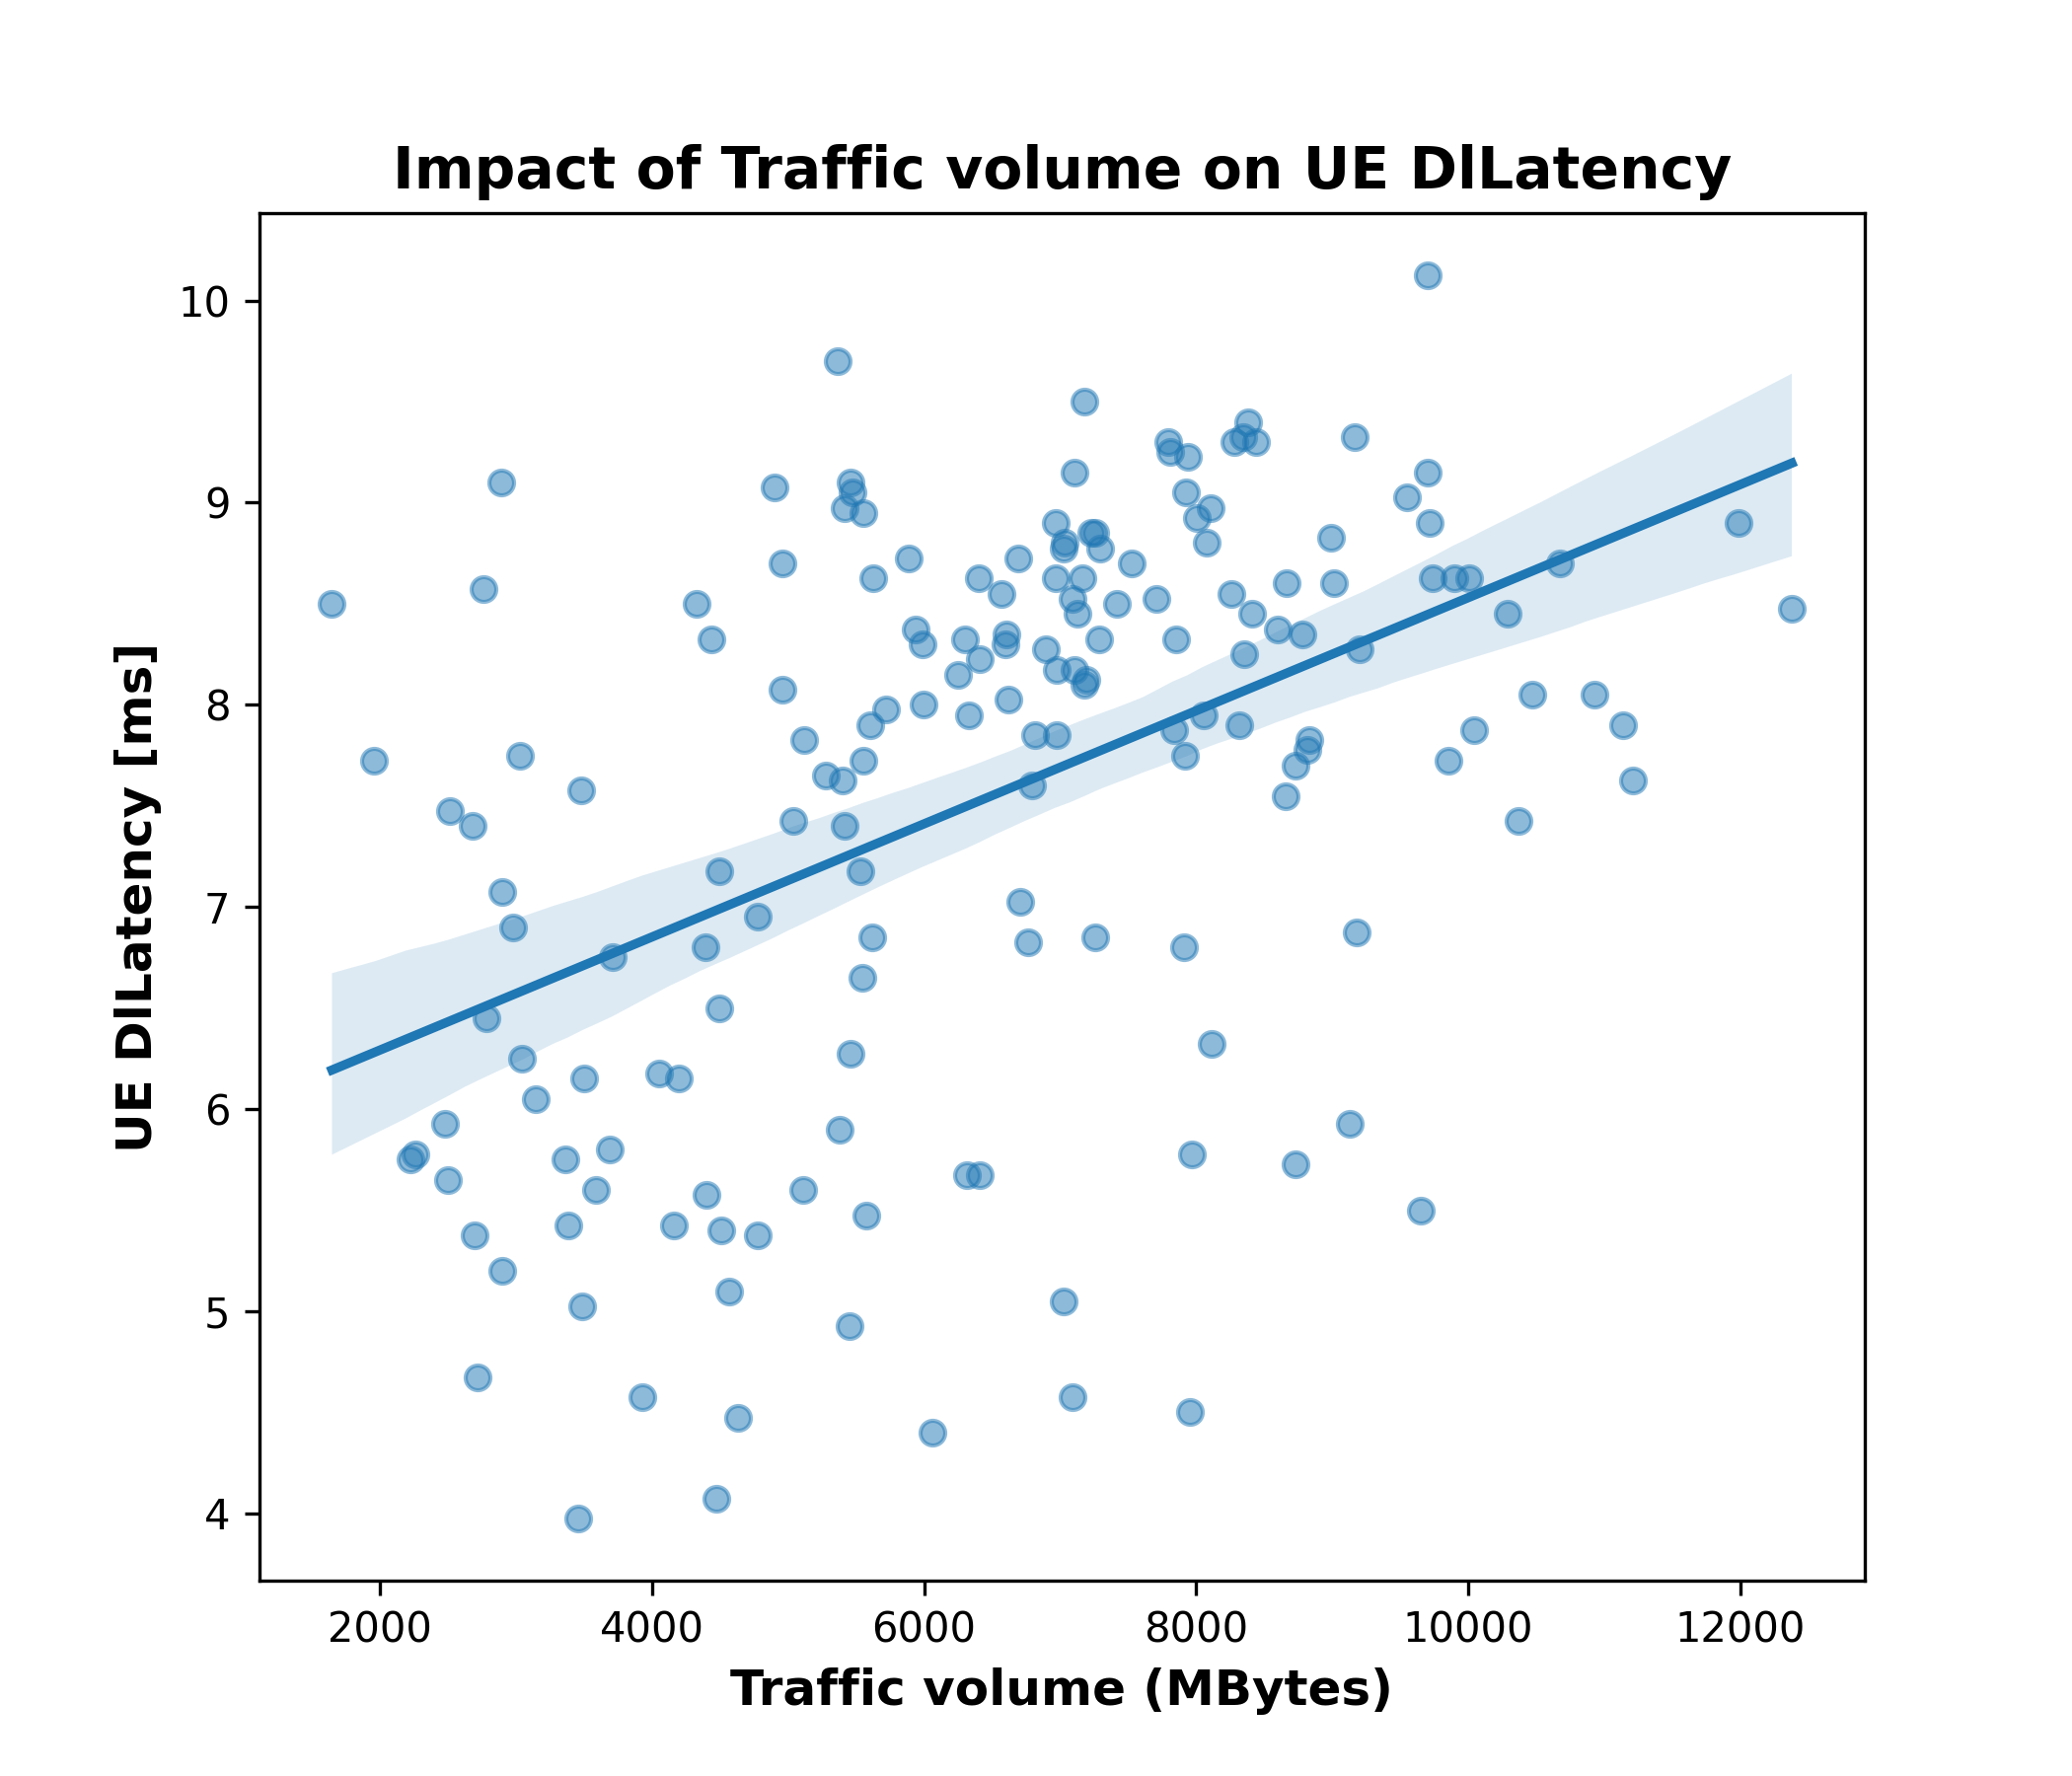 Impact of Traffic volume on UE DlLatency
10
9
8
7
6
5
4
UE DlLatency [ms]
2000 4000 6000 8000 10000 12000
Traffic volume (MBytes)